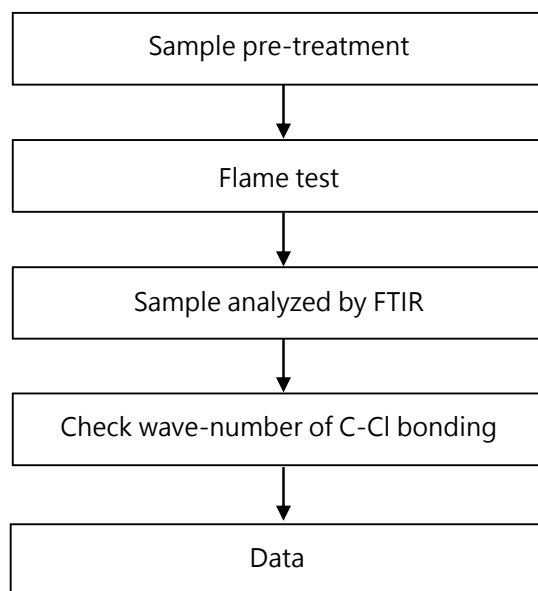 Sample pre-treatment
Flame test
Sample analyzed by FTIR
Check wave-number of C-Cl bonding
Data